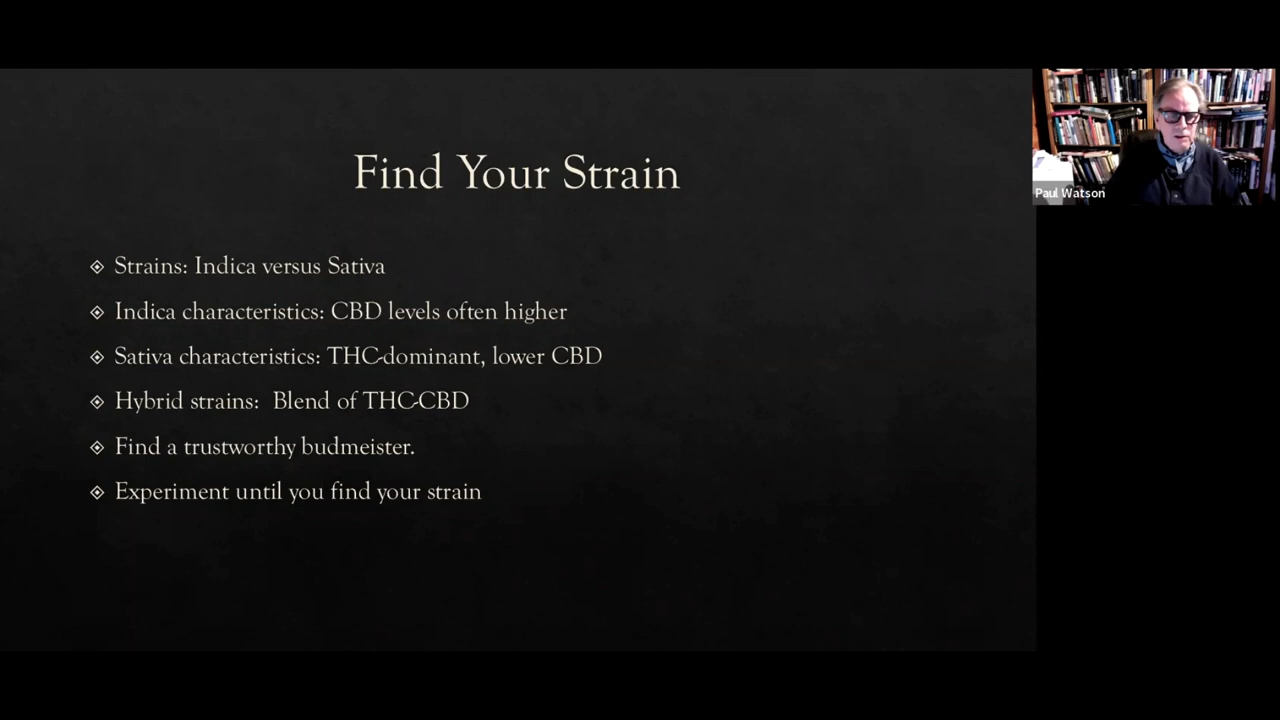 Find Your Strain
Strains: Indica versus Sativa
Indica characteristics: CBD levels often higher
Sativa characteristics: THC-dominant, lower CBD
Hybrid strains:  Blend of THC-CBD
Find a trustworthy budmeister.
Experiment until you find your strain
Paul Watson